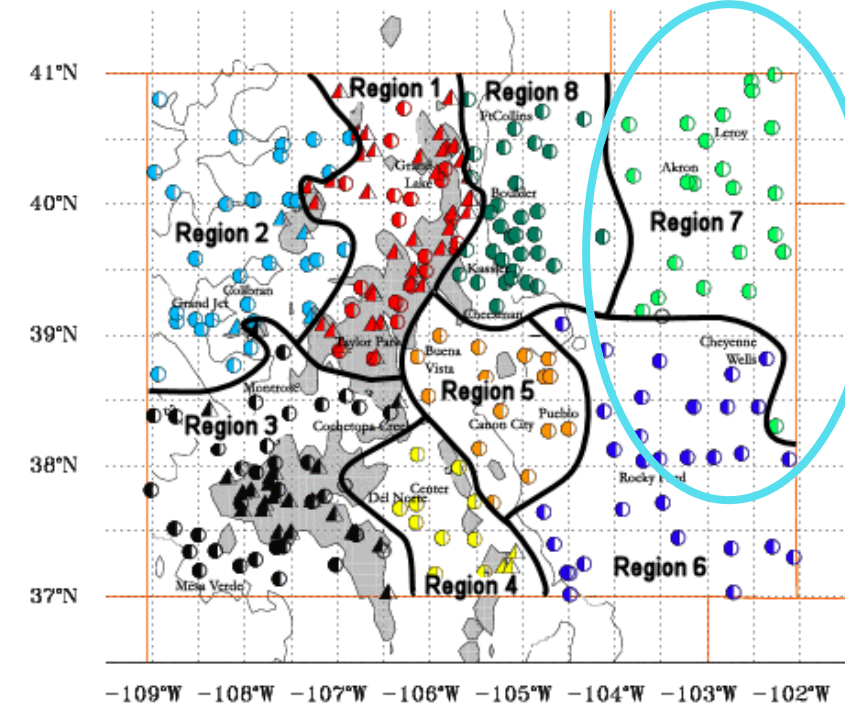 41°N
Region 1
Region 8
FtCollins
Leroy
Grand
Lake
Akron
Boulder
40°N
Region 2
Region 7
Kassler
Collbran
Grand Jct
Cheesman
39°N
Taylor Park
Buena
Vista
Cheyenne
Wells
Montrose
Region 5
Region 3
Cochetopa Creek
Canon City
Pueblo
38°N
Rocky Ford
Del Norte
Center
Region 6
Mesa Verde
Region 4
37°N
-109°W -108°W -107°W -106°W -105°W -104°W -103°W -102°W